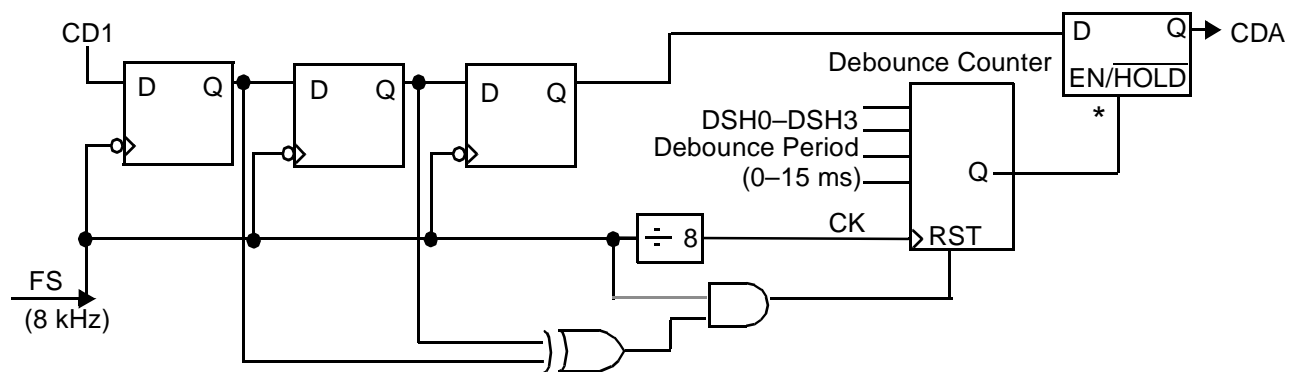 CD1
D Q
D Q
D Q
D Q
CDA
EN/HOLD
*
Debounce Counter
DSH0–DSH3
Debounce Period
(0–15 ms)
Q
CK
RST
÷ 8
FS
(8 kHz)